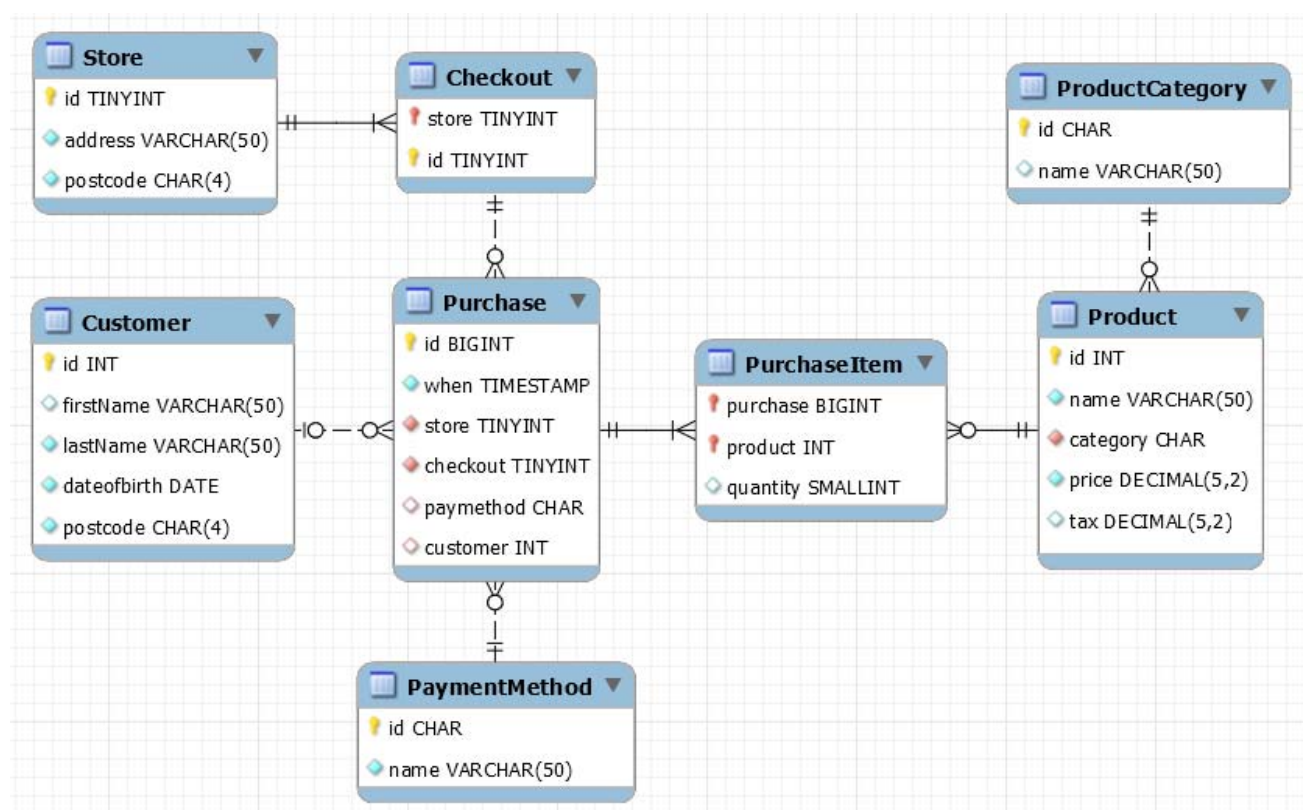 Store
id TINYINT
address VARCHAR(50)
postcode CHAR(4)
Checkout
store TINYINT
id TINYINT
ProductCategory
id CHAR
name VARCHAR(50)
Customer
id INT
firstName VARCHAR(50)
lastName VARCHAR(50)
dateofbirth DATE
postcode CHAR(4)
Purchase
id BIGINT
when TIMESTAMP
store TINYINT
checkout TINYINT
paymethod CHAR
customer INT
PurchaseItem
purchase BIGINT
product INT
quantity SMALLINT
Product
id INT
name VARCHAR(50)
category CHAR
price DECIMAL(5,2)
tax DECIMAL(5,2)
PaymentMethod
id CHAR
name VARCHAR(50)